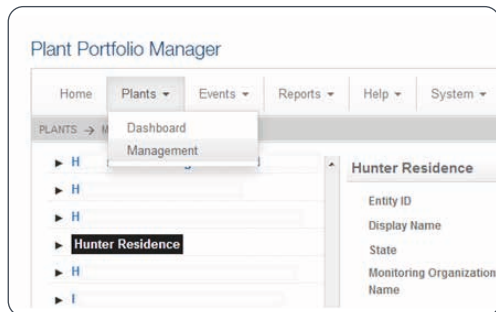 Plant Portfolio Manager
Home Plants Events Reports Help System
PLANTS → M
Dashboard
Management
H
H
H
Hunter Residence
H
I
Hunter Residence
Entity ID
Display Name
State
Monitoring Organization
Name